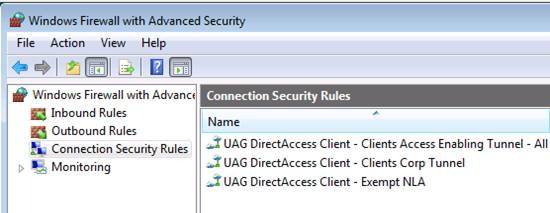 Windows Firewall with Advanced Security
File Action View Help
Windows Firewall with Advance
Inbound Rules
Outbound Rules
Connection Security Rules
Monitoring
Connection Security Rules
Name
UAG DirectAccess Client - Clients Access Enabling Tunnel - All
UAG DirectAccess Client - Clients Corp Tunnel
UAG DirectAccess Client - Exempt NLA